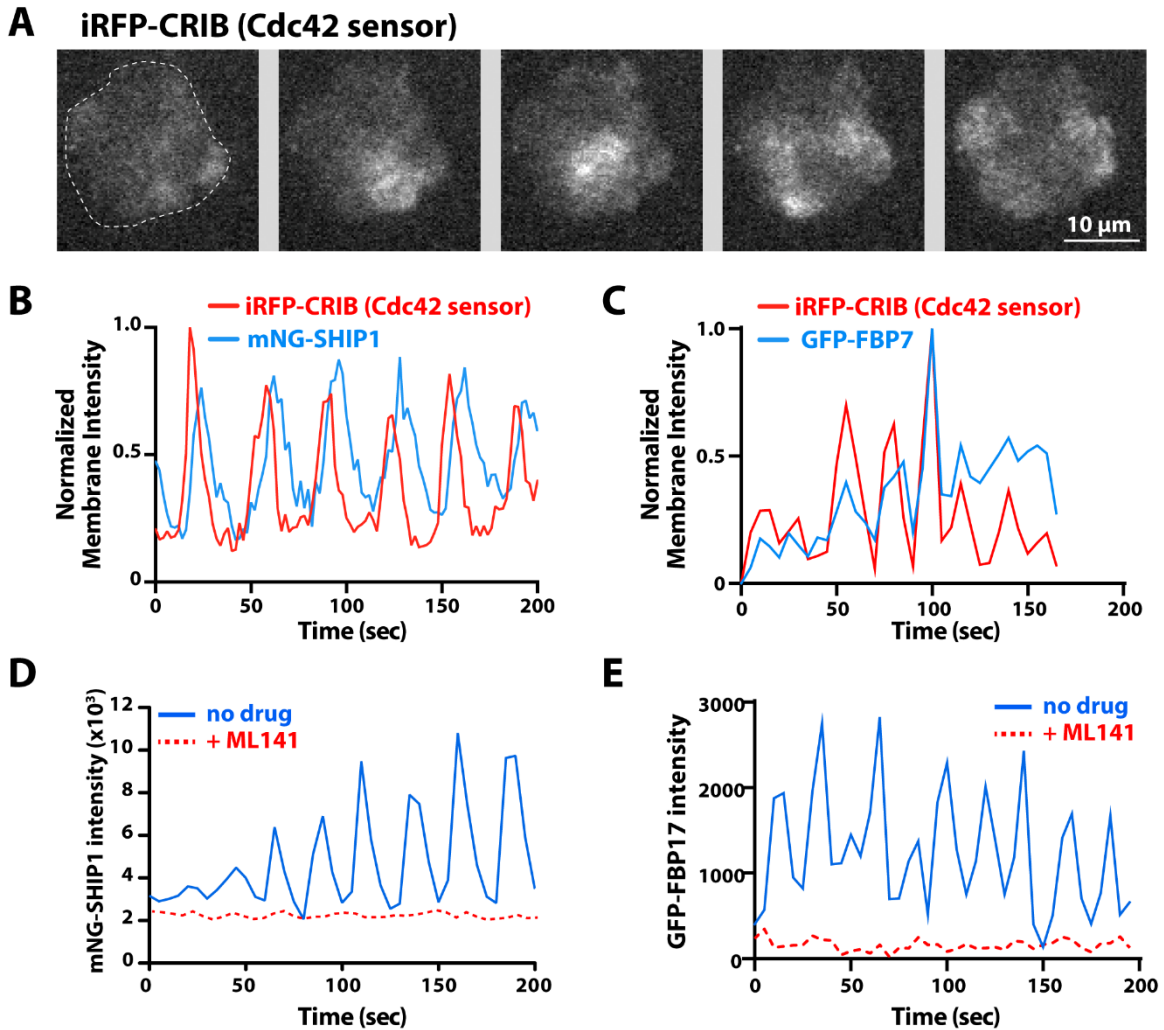 A iRFP-CRIB (Cdc42 sensor)
10 µm
B
iRFP-CRIB (Cdc42 sensor)
mNG-SHIP1
Normalized
Membrane Intensity
1.0
0.5
0
0 50 100 150 200
Time (sec)
C
iRFP-CRIB (Cdc42 sensor)
GFP-FBP7
Normalized
Membrane Intensity
1.0
0.5
0
0 50 100 150 200
Time (sec)
D
no drug
+ ML141
mNG-SHIP1 intensity (x10³)
12
10
8
6
4
2
0
0 50 100 150 200
Time (sec)
E
no drug
+ ML141
GFP-FBP17 intensity
3000
2000
1000
0
0 50 100 150 200
Time (sec)